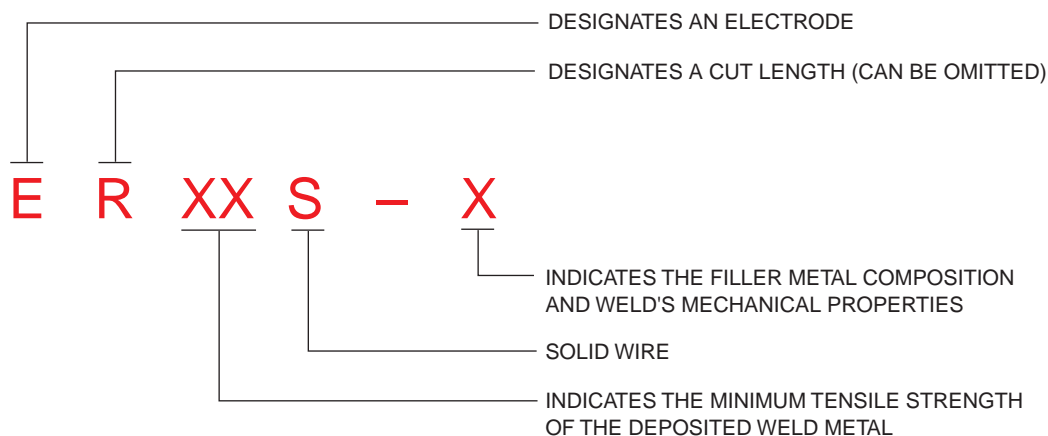 DESIGNATES AN ELECTRODE
DESIGNATES A CUT LENGTH (CAN BE OMITTED)
E R XX S – X
INDICATES THE FILLER METAL COMPOSITION
AND WELD'S MECHANICAL PROPERTIES
SOLID WIRE
INDICATES THE MINIMUM TENSILE STRENGTH
OF THE DEPOSITED WELD METAL